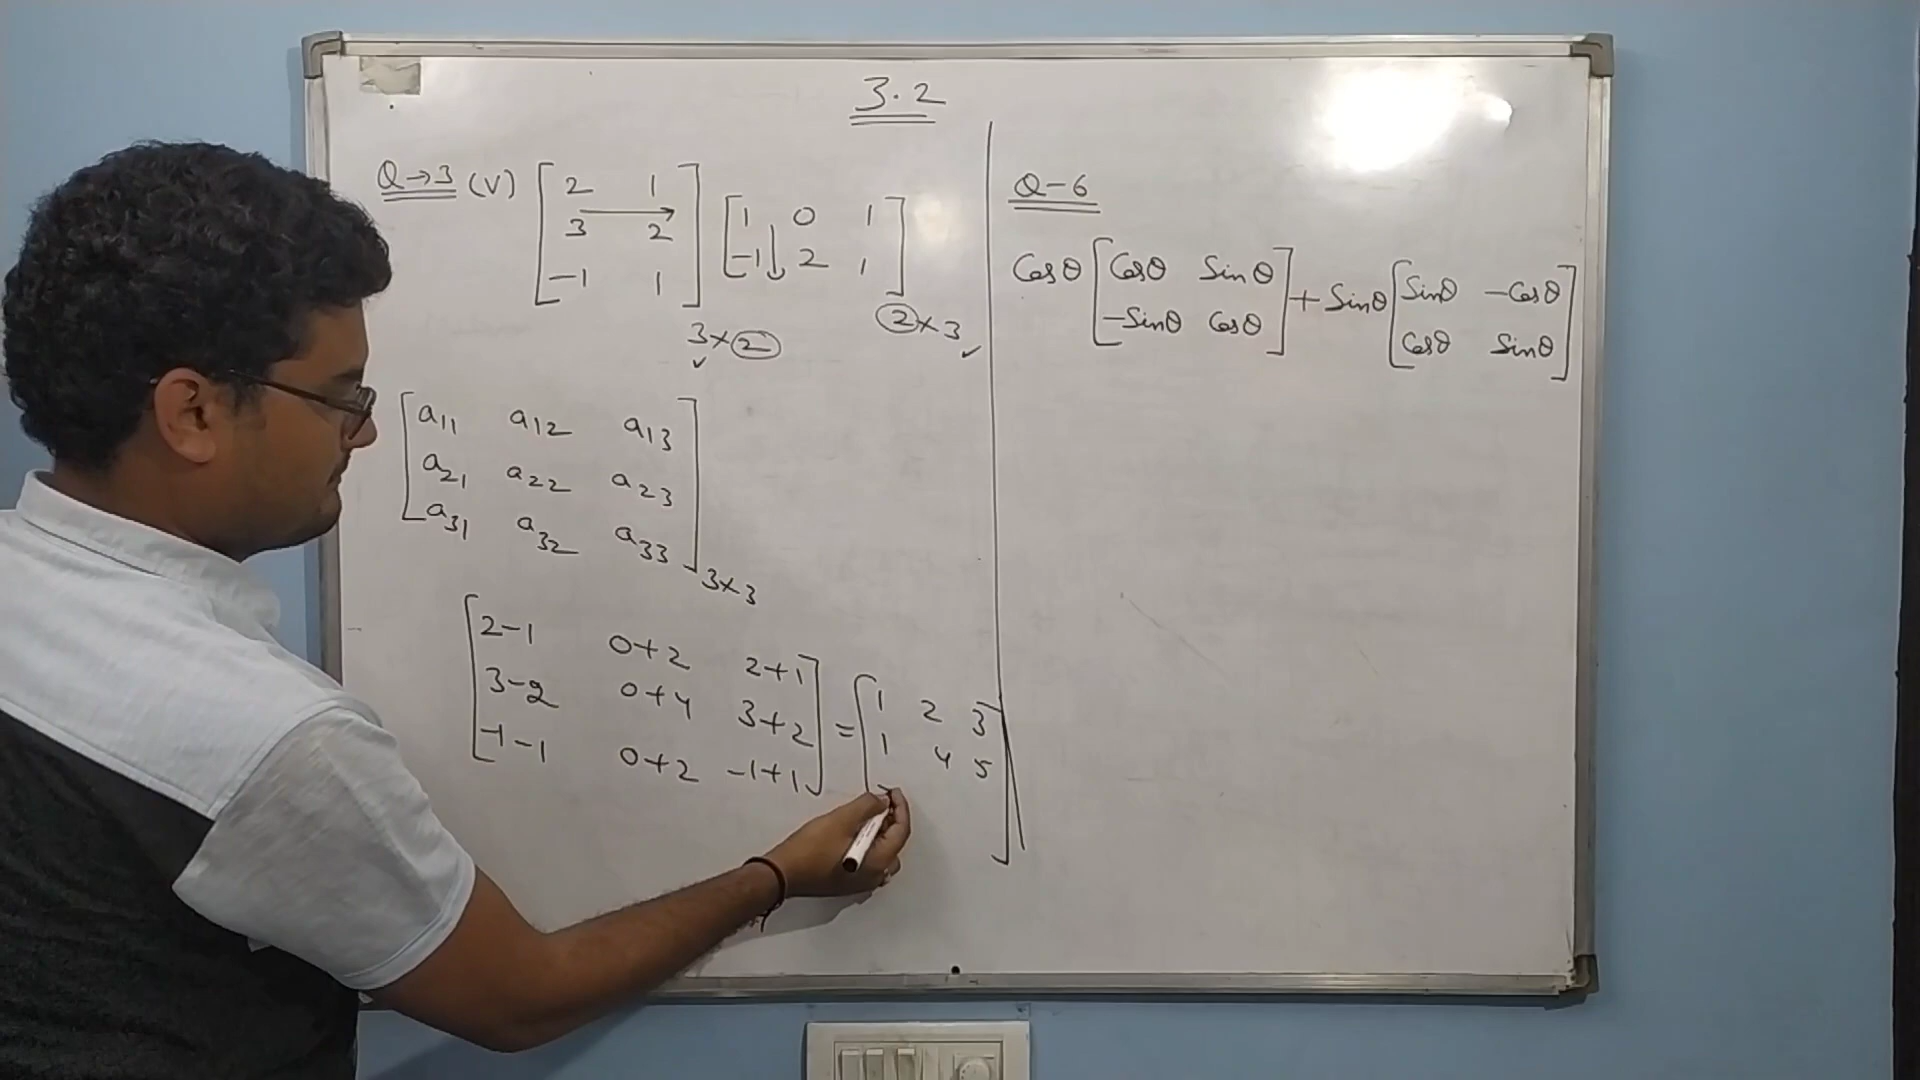 3.2
Q→3 (V) [2 1] [1 0 1]
[3 2] [-1 2 1]
[-1 1]
3×2 2×3
[a11 a12 a13]
[a21 a22 a23]
[a31 a32 a33] 3×3
[2-1 0+2 2+1] = [1 2 3]
[3-2 0+4 3+2] [1 4 5]
[-1-1 0+2 -1+1]
Q-6
Cosθ [Cosθ Sinθ] + Sinθ [Sinθ -Cosθ]
[-Sinθ Cosθ] [Cosθ Sinθ]